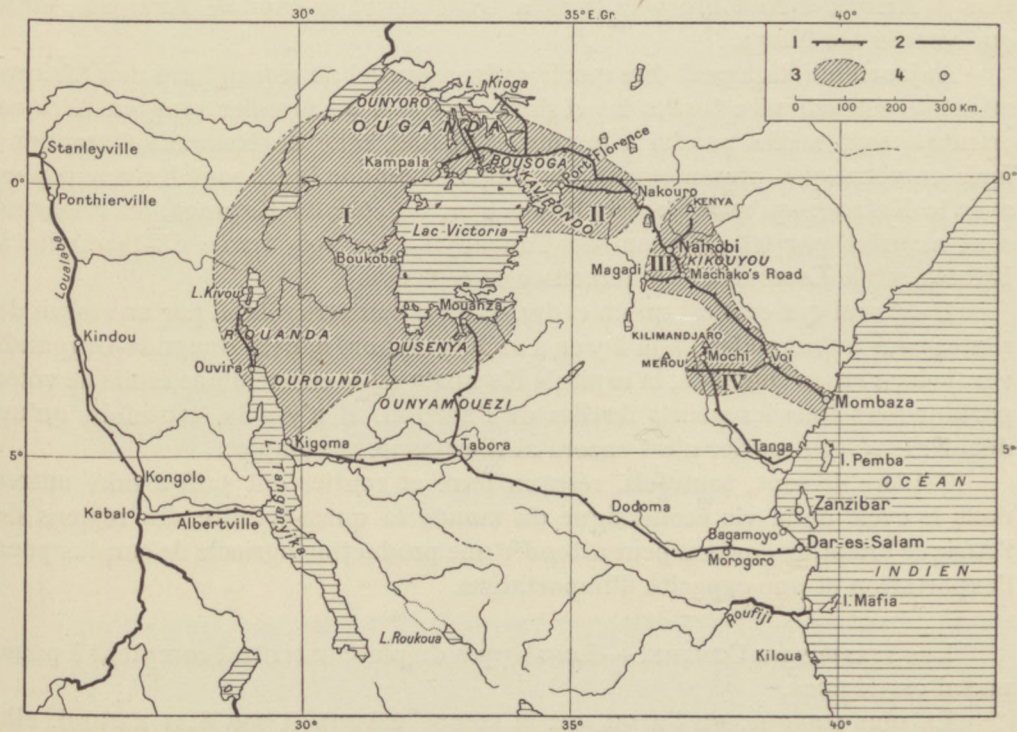 30°
35° E. Gr.
40°
1
2
3
4
0 100 200 300 Km.
L. Kioga
OUNYORO
OUGANDA
Stanleyville
Kampala
BOUSOGA
Port Florence
0°
0°
KAVIRONDO
Nakouro
Ponthierville
KENYA
I
II
Lac Victoria
Nairobi
Loualaba
Boukoba
KIKOUYOU
III
Magadi
Machako's Road
L. Kivou
Mouanza
ROUANDA
KILIMANDJARO
Kindou
OUSENYA
MEROU
Mochi
Voï
Ouvira
OUROUNDI
IV
OUNYAMOUEZI
Mombaza
Kigoma
Tabora
Tanga
5°
5°
I. Pemba
Kongolo
L. Tanganyika
OCÉAN
Kabalo
Albertville
Dodoma
Zanzibar
Bagamoyo
Dar-es-Salam
Morogoro
INDIEN
Roufiji
I. Mafia
L. Roukoua
Kiloua
30°
35°
40°